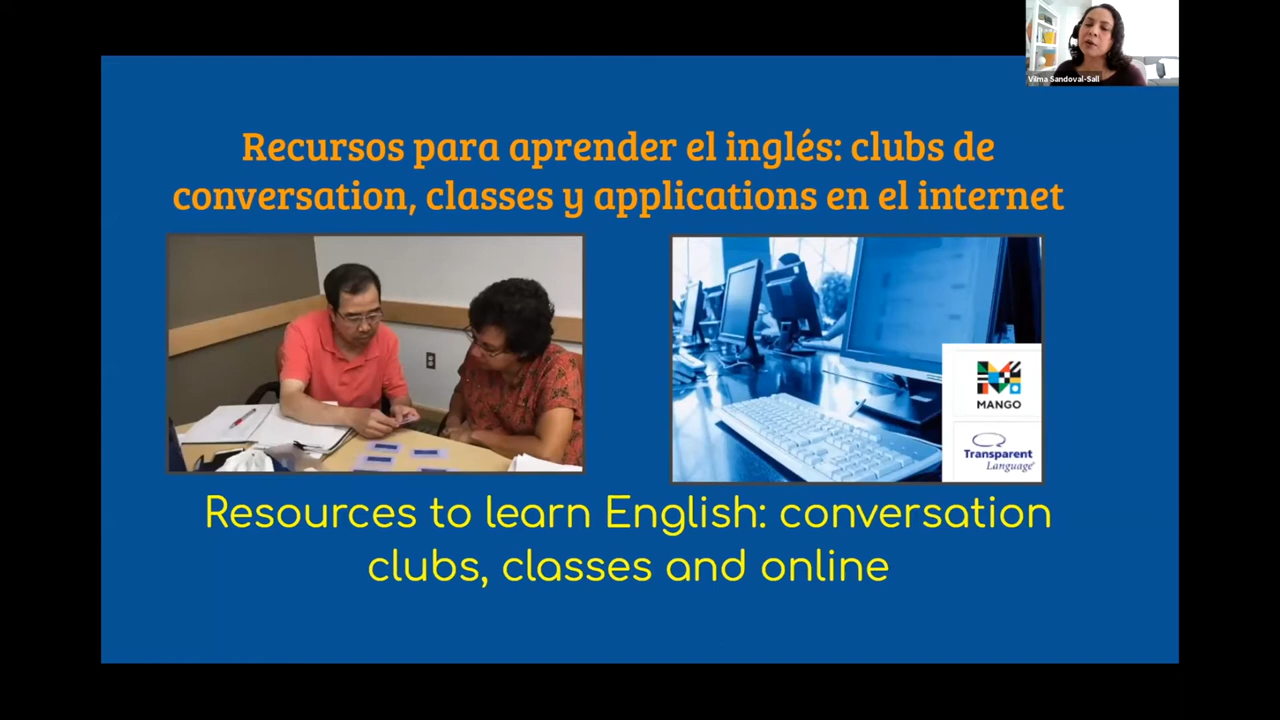 Vilma Sandoval-Sall
Recursos para aprender el inglés: clubs de
conversation, classes y applications en el internet
MANGO
Transparent
Language
Resources to learn English: conversation
clubs, classes and online